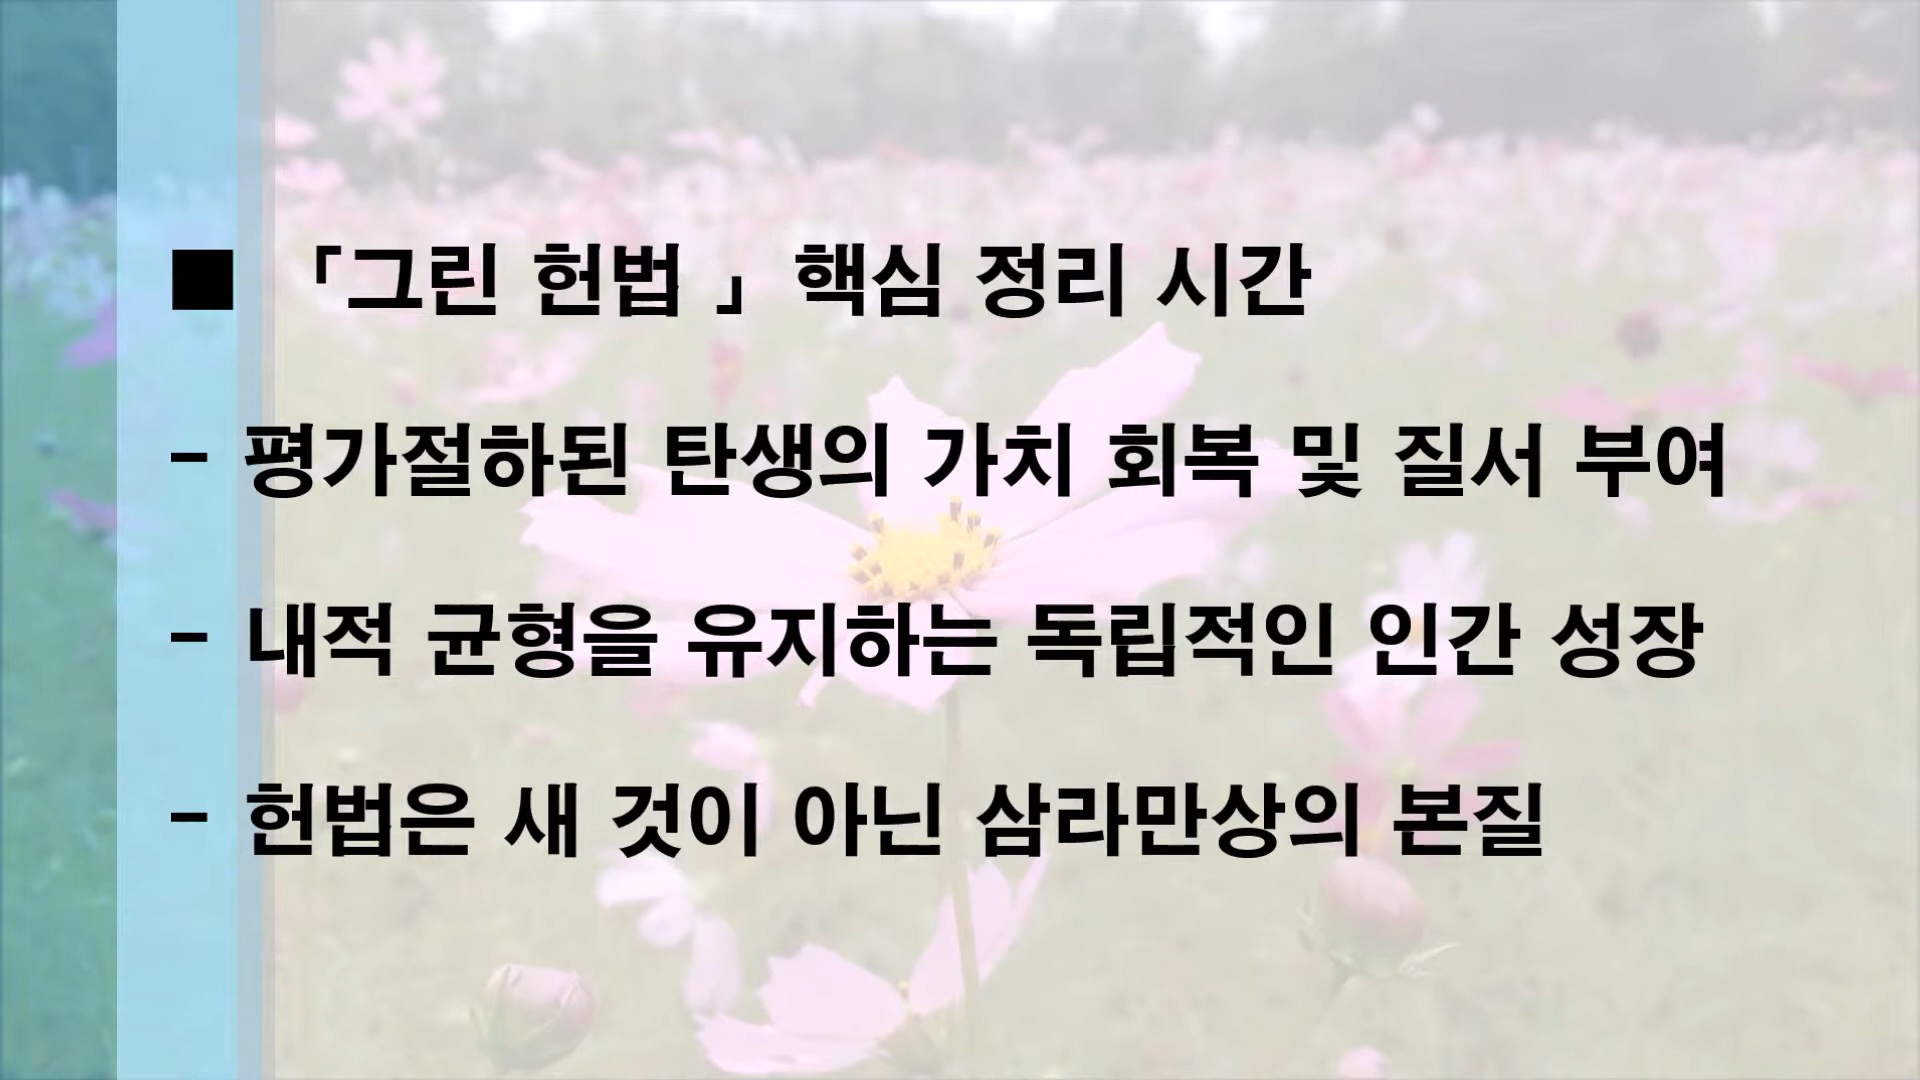 ■ 「그린 헌법 」 핵심 정리 시간
- 평가절하된 탄생의 가치 회복 및 질서 부여
- 내적 균형을 유지하는 독립적인 인간 성장
- 헌법은 새 것이 아닌 삼라만상의 본질